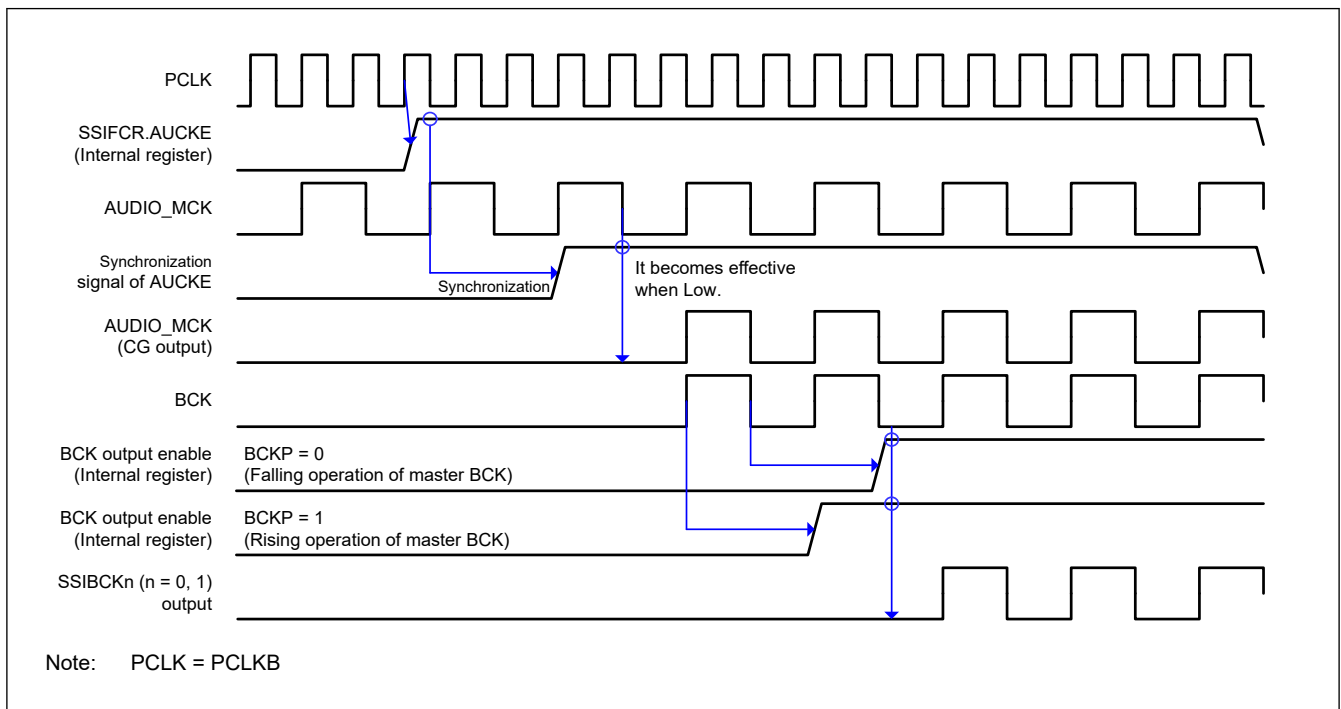 PCLK
SSIFCR.AUCKE
(Internal register)
AUDIO_MCK
Synchronization
signal of AUCKE
Synchronization
It becomes effective
when Low.
AUDIO_MCK
(CG output)
BCK
BCK output enable
(Internal register)
BCKP = 0
(Falling operation of master BCK)
BCK output enable
(Internal register)
BCKP = 1
(Rising operation of master BCK)
SSIBCKn (n = 0, 1)
output
Note: PCLK = PCLKB